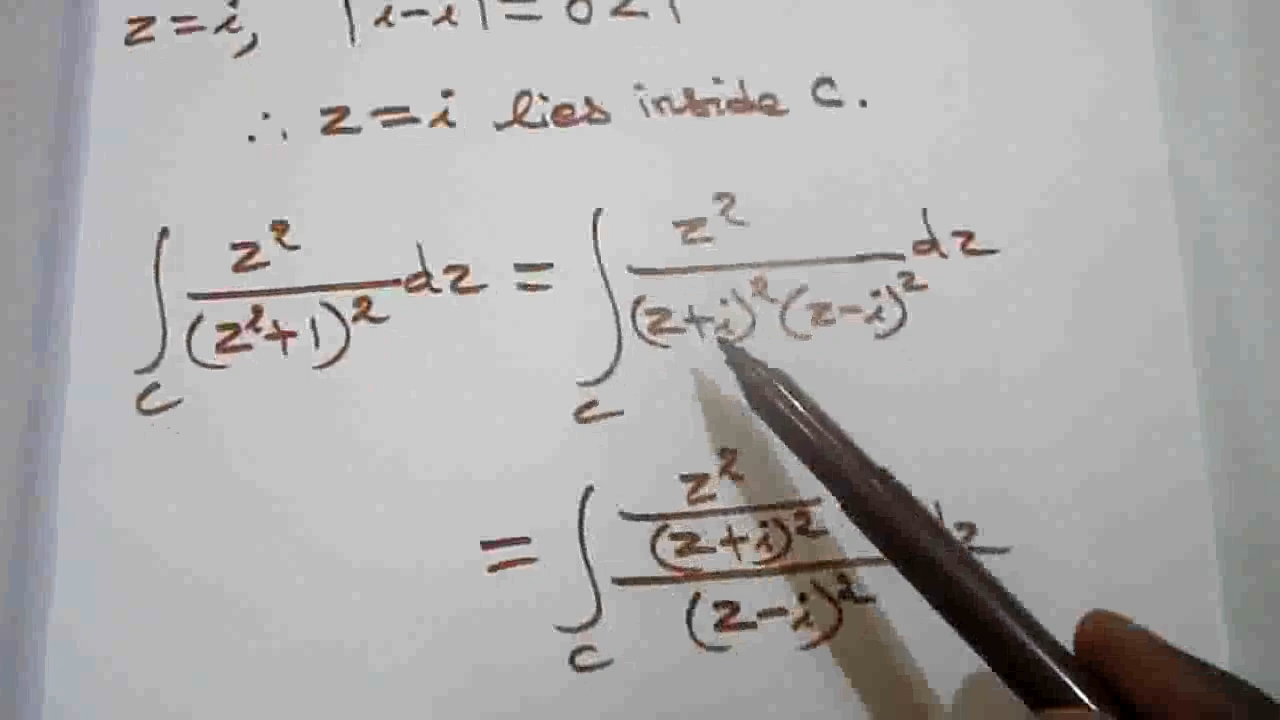 z=i, |i-i|=0<1
∴ z=i lies inside C.
∫_C z²/(z²+1)² dz = ∫_C z²/((z+i)²(z-i)²) dz
= ∫_C (z²/(z+i)²)/(z-i)² dz